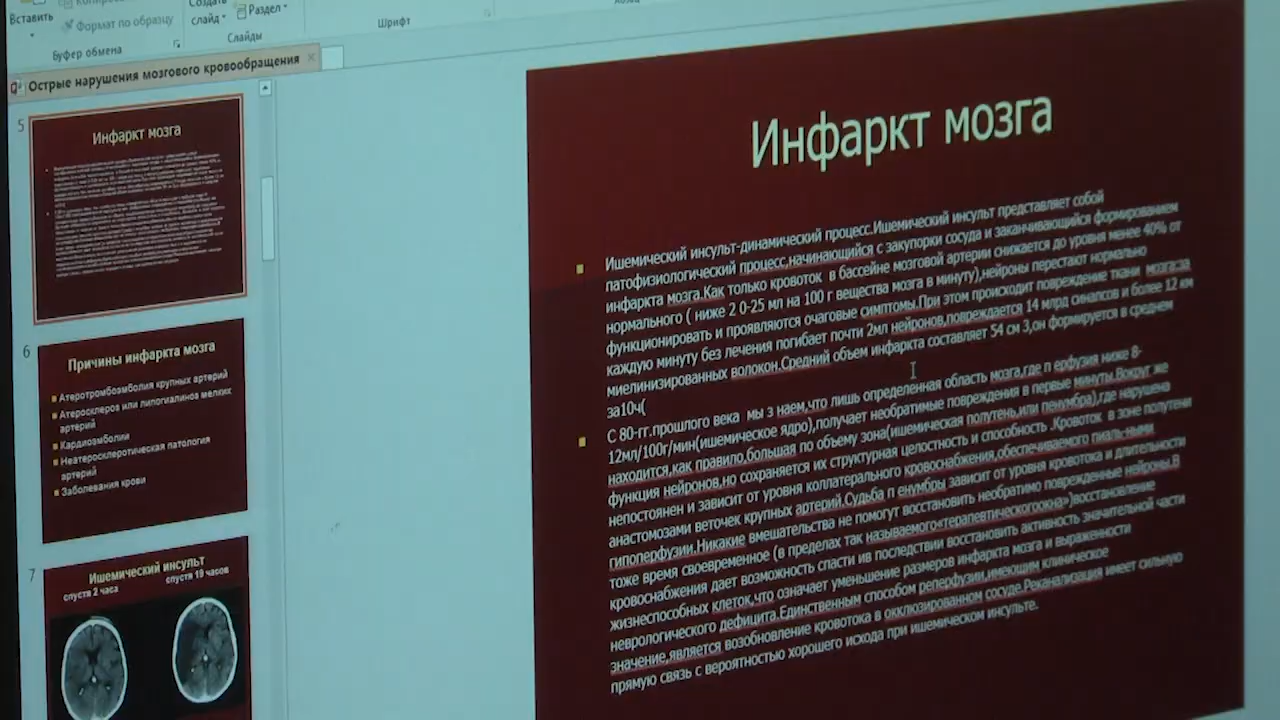 Вставить
Формат по образцу
Буфер обмена
Создать
слайд
Раздел
Слайды
Шрифт
Острые нарушения мозгового кровообращения
5
Инфаркт мозга
6
Причины инфаркта мозга
Атеротромбоэмболия крупных артерий
Атеросклероз или липогиалиноз мелких
артерий
Кардиоэмболии
Неатеросклеротическая патология
артерий
Заболевания крови
7
Ишемический инсульт
спустя 2 часа
спустя 19 часов
Инфаркт мозга
Ишемический инсульт-динамический процесс.Ишемический инсульт представляет собой
патофизиологический процесс,начинающийся с закупорки сосуда и заканчивающийся формированием
инфаркта мозга.Как только кровоток в бассейне мозговой артерии снижается до уровня менее 40% от
нормального ( ниже 2 0-25 мл на 100 г вещества мозга в минуту),нейроны перестают нормально
функционировать и проявляются очаговые симптомы.При этом происходит повреждение ткани мозга:за
каждую минуту без лечения погибает почти 2мл нейронов,повреждается 14 млрд синапсов и более 12 км
миелинизированных волокон.Средний объем инфаркта составляет 54 см 3,он формируется в среднем
за10ч(
С 80-гг.прошлого века мы з наем,что лишь определенная область мозга,где п ерфузия ниже 8-
12мл/100г/мин(ишемическое ядро),получает необратимые повреждения в первые минуты.Вокруг же
находится,как правило,большая по объему зона(ишемическая полутень,или пенумбра),где нарушена
функция нейронов,но сохраняется их структурная целостность и способность .Кровоток в зоне полутени
непостоянен и зависит от уровня коллатерального кровоснабжения,обеспечиваемого пиаль-ными
анастомозами веточек крупных артерий.Судьба п енумбры зависит от уровня кровотока и длительности
гипоперфузии.Никакие вмешательства не помогут восстановить необратимо поврежденные нейроны.В
тоже время своевременное (в пределах так называемого«терапевтическогоокна»)восстановление
кровоснабжения дает возможность спасти ив последствии восстановить активность значительной части
жизнеспособных клеток,что означает уменьшение размеров инфаркта мозга и выраженности
неврологического дефицита.Единственным способом реперфузии,имеющим клиническое
значение,является возобновление кровотока в окклюзированном сосуде.Реканализация имеет сильную
прямую связь с вероятностью хорошего исхода при ишемическом инсульте.